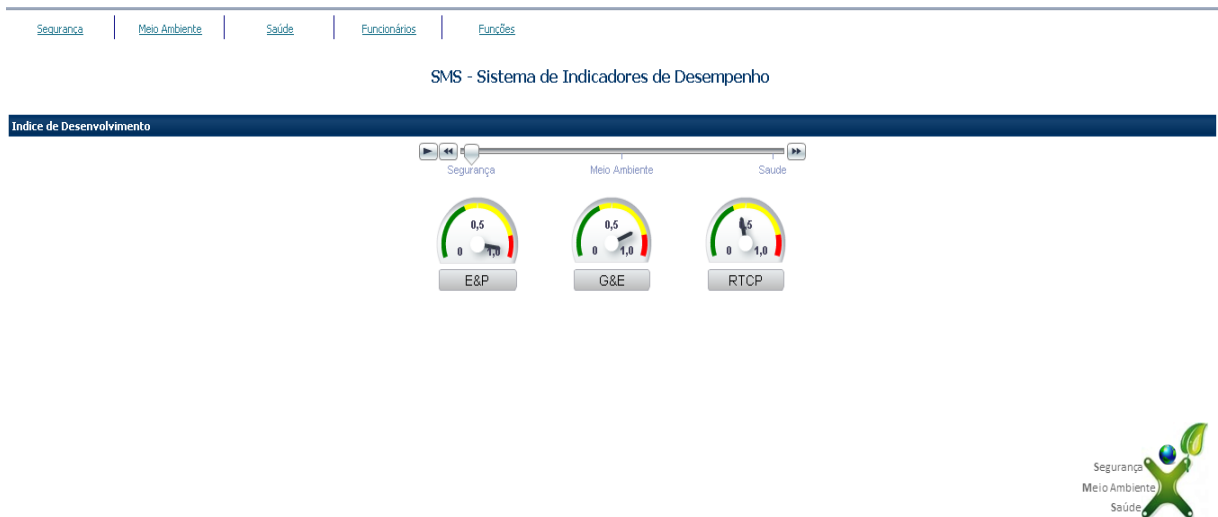 Segurança Meio Ambiente Saúde Funcionários Funções
SMS - Sistema de Indicadores de Desempenho
Indice de Desenvolvimento
Segurança Meio Ambiente Saude
0,5 0,5 0,5
0 1,0 0 1,0 0 1,0
E&P G&E RTCP
Segurança
Meio Ambiente
Saúde